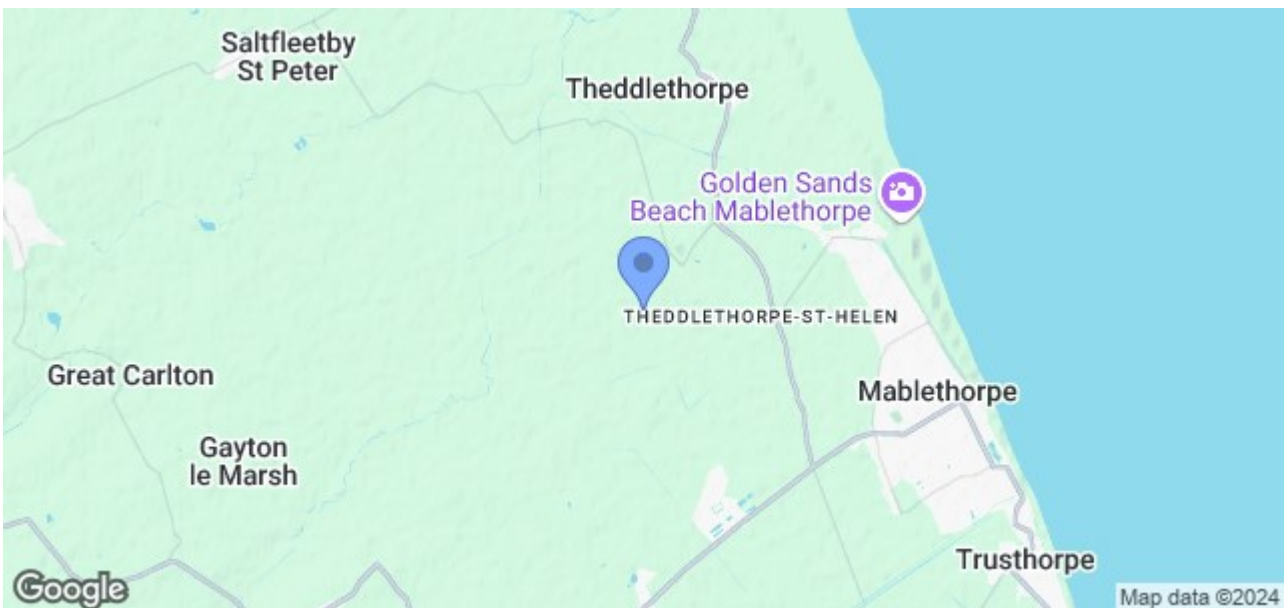 Saltfleetby
St Peter
Theddlethorpe
Golden Sands
Beach Mablethorpe
THEDDLETHORPE-ST-HELEN
Great Carlton
Mablethorpe
Gayton
le Marsh
Trusthorpe
Google
Map data ©2024